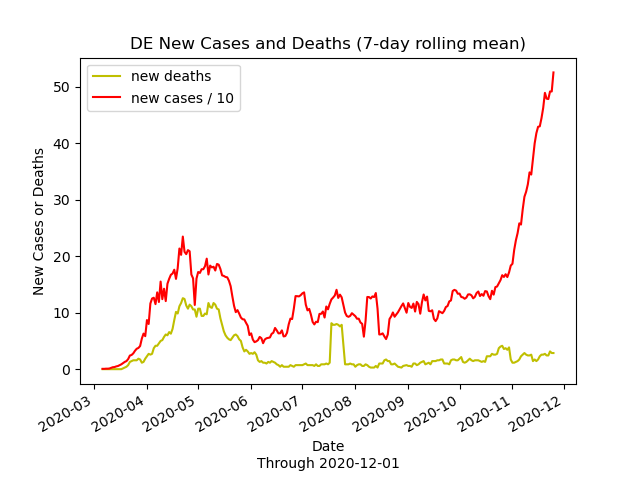 DE New Cases and Deaths (7-day rolling mean)
new deaths
new cases / 10
New Cases or Deaths
50
40
30
20
10
0
2020-03
2020-04
2020-05
2020-06
2020-07
2020-08
2020-09
2020-10
2020-11
2020-12
Date
Through 2020-12-01